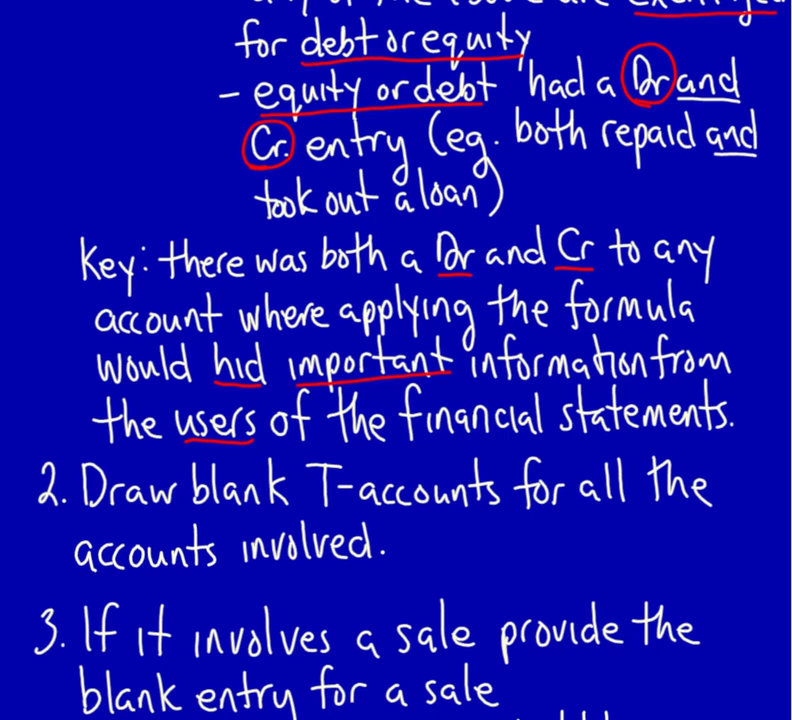 for debt or equity
- equity or debt had a Dr and
Cr. entry (eg. both repaid and
took out a loan)
Key: there was both a Dr and Cr to any
account where applying the formula
would hid important information from
the users of the financial statements.
2. Draw blank T-accounts for all the
accounts involved.
3. If it involves a sale provide the
blank entry for a sale